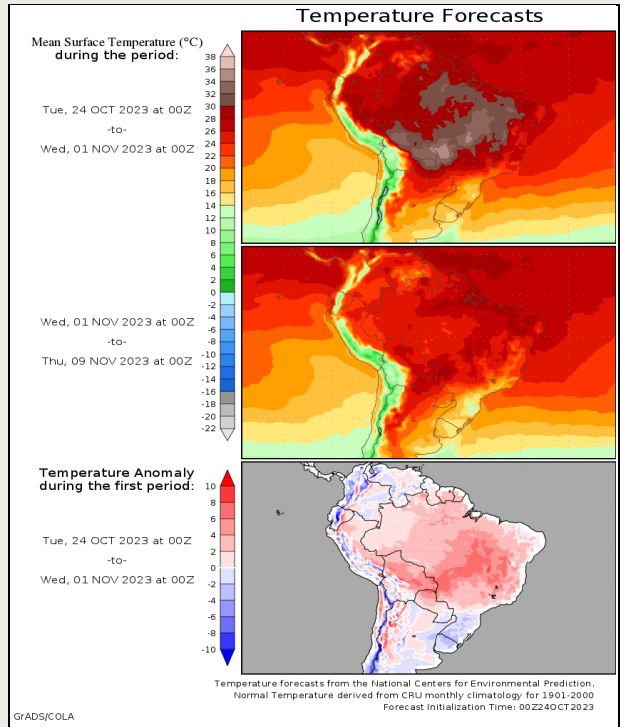 Temperature Forecasts
Mean Surface Temperature (°C)
during the period:
Tue, 24 OCT 2023 at 00Z
-to-
Wed, 01 NOV 2023 at 00Z
38
36
34
32
30
28
26
24
22
20
18
16
14
12
10
8
6
4
2
0
-2
-4
-6
-8
-10
-12
-14
-16
-18
-20
-22
Wed, 01 NOV 2023 at 00Z
-to-
Thu, 09 NOV 2023 at 00Z
Temperature Anomaly
during the first period:
Tue, 24 OCT 2023 at 00Z
-to-
Wed, 01 NOV 2023 at 00Z
10
8
6
4
2
0
-2
-4
-6
-8
-10
Temperature forecasts from the National Centers for Environmental Prediction.
Normal Temperature derived from CRU monthly climatology for 1901-2000
Forecast Initialization Time: 00Z24OCT2023
GrADS/COLA